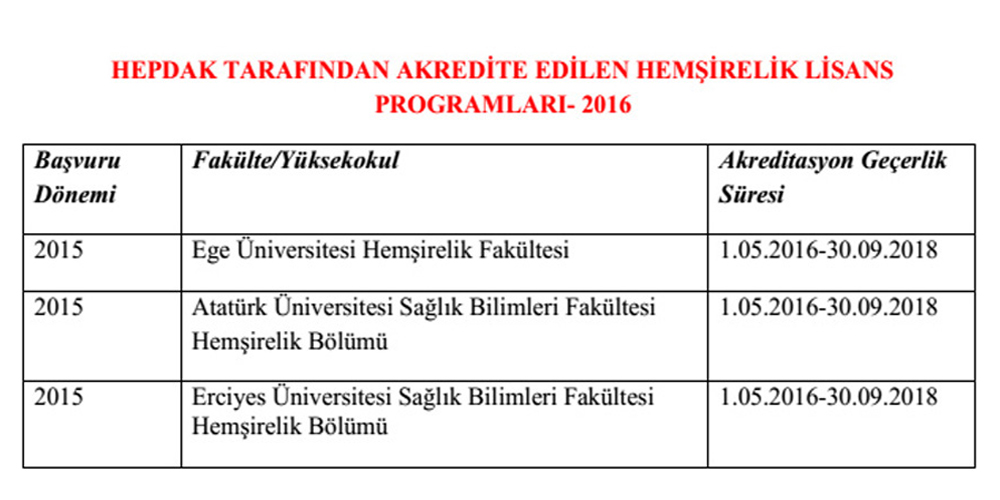 HEPDAK TARAFINDAN AKREDİTE EDİLEN HEMŞİRELİK LİSANS
PROGRAMLARI- 2016
Başvuru Dönemi
Fakülte/Yüksekokul
Akreditasyon Geçerlik Süresi
2015
Ege Üniversitesi Hemşirelik Fakültesi
1.05.2016-30.09.2018
2015
Atatürk Üniversitesi Sağlık Bilimleri Fakültesi
Hemşirelik Bölümü
1.05.2016-30.09.2018
2015
Erciyes Üniversitesi Sağlık Bilimleri Fakültesi
Hemşirelik Bölümü
1.05.2016-30.09.2018